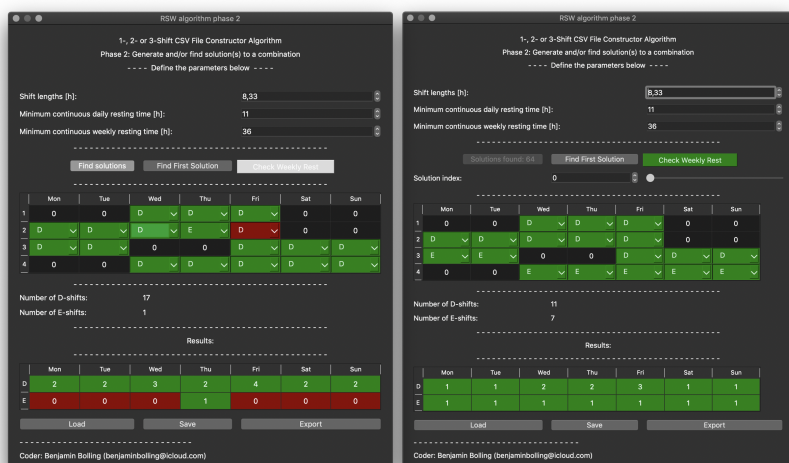 RSW algorithm phase 2
1-, 2- or 3-Shift CSV File Constructor Algorithm
Phase 2: Generate and/or find solution(s) to a combination
- - - - Define the parameters below - - - -
Shift lengths [h]: 8,33
Minimum continuous daily resting time [h]: 11
Minimum continuous weekly resting time [h]: 36
Find solutions Find First Solution Check Weekly Rest
Mon Tue Wed Thu Fri Sat Sun
1 0 0 D D D 0 0
2 D D D E D 0 0
3 D D 0 0 D D D
4 0 0 D D D D D
Number of D-shifts: 17
Number of E-shifts: 1
Results:
Mon Tue Wed Thu Fri Sat Sun
D 2 2 3 2 4 2 2
E 0 0 0 1 0 0 0
Load Save Export
Coder: Benjamin Bolling (benjaminbolling@icloud.com)
RSW algorithm phase 2
1-, 2- or 3-Shift CSV File Constructor Algorithm
Phase 2: Generate and/or find solution(s) to a combination
- - - - Define the parameters below - - - -
Shift lengths [h]: 8,33
Minimum continuous daily resting time [h]: 11
Minimum continuous weekly resting time [h]: 36
Solutions found: 64 Find First Solution Check Weekly Rest
Solution index: 0
Mon Tue Wed Thu Fri Sat Sun
1 0 0 D D D 0 0
2 D D D D D 0 0
3 E E 0 0 D D D
4 0 0 E E E E E
Number of D-shifts: 11
Number of E-shifts: 7
Results:
Mon Tue Wed Thu Fri Sat Sun
D 1 1 2 2 3 1 1
E 1 1 1 1 1 1 1
Load Save Export
Coder: Benjamin Bolling (benjaminbolling@icloud.com)